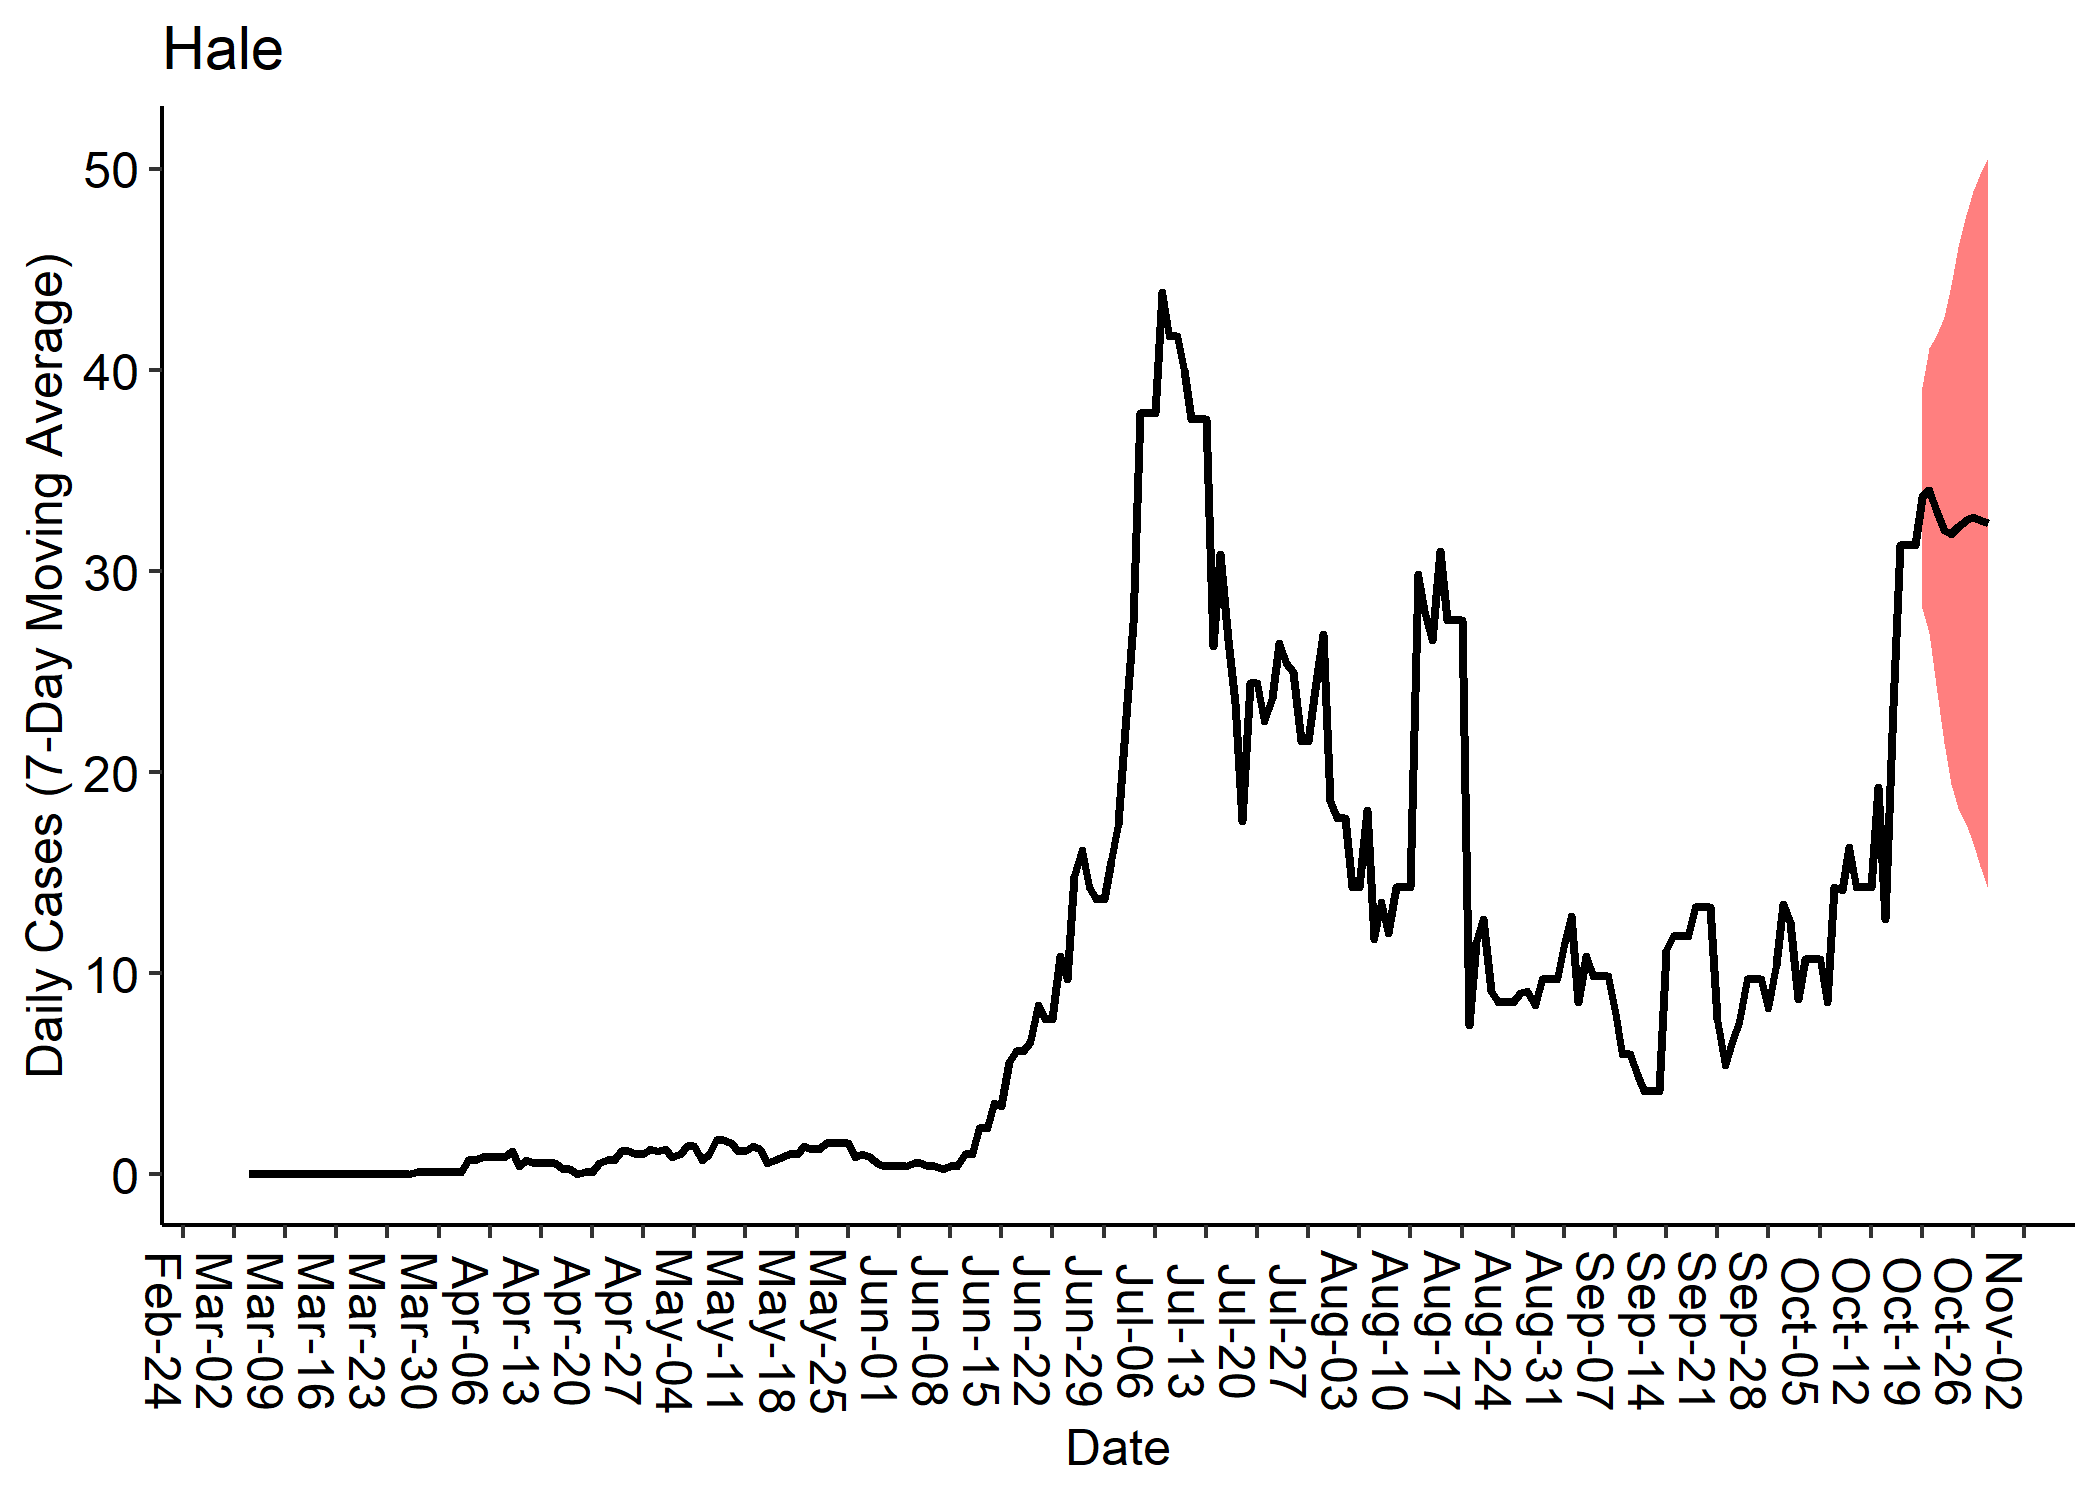 Hale
Daily Cases (7-Day Moving Average)
50
40
30
20
10
0
Feb-24
Mar-02
Mar-09
Mar-16
Mar-23
Mar-30
Apr-06
Apr-13
Apr-20
Apr-27
May-04
May-11
May-18
May-25
Jun-01
Jun-08
Jun-15
Jun-22
Jun-29
Jul-06
Jul-13
Jul-20
Jul-27
Aug-03
Aug-10
Aug-17
Aug-24
Aug-31
Sep-07
Sep-14
Sep-21
Sep-28
Oct-05
Oct-12
Oct-19
Oct-26
Nov-02
Date